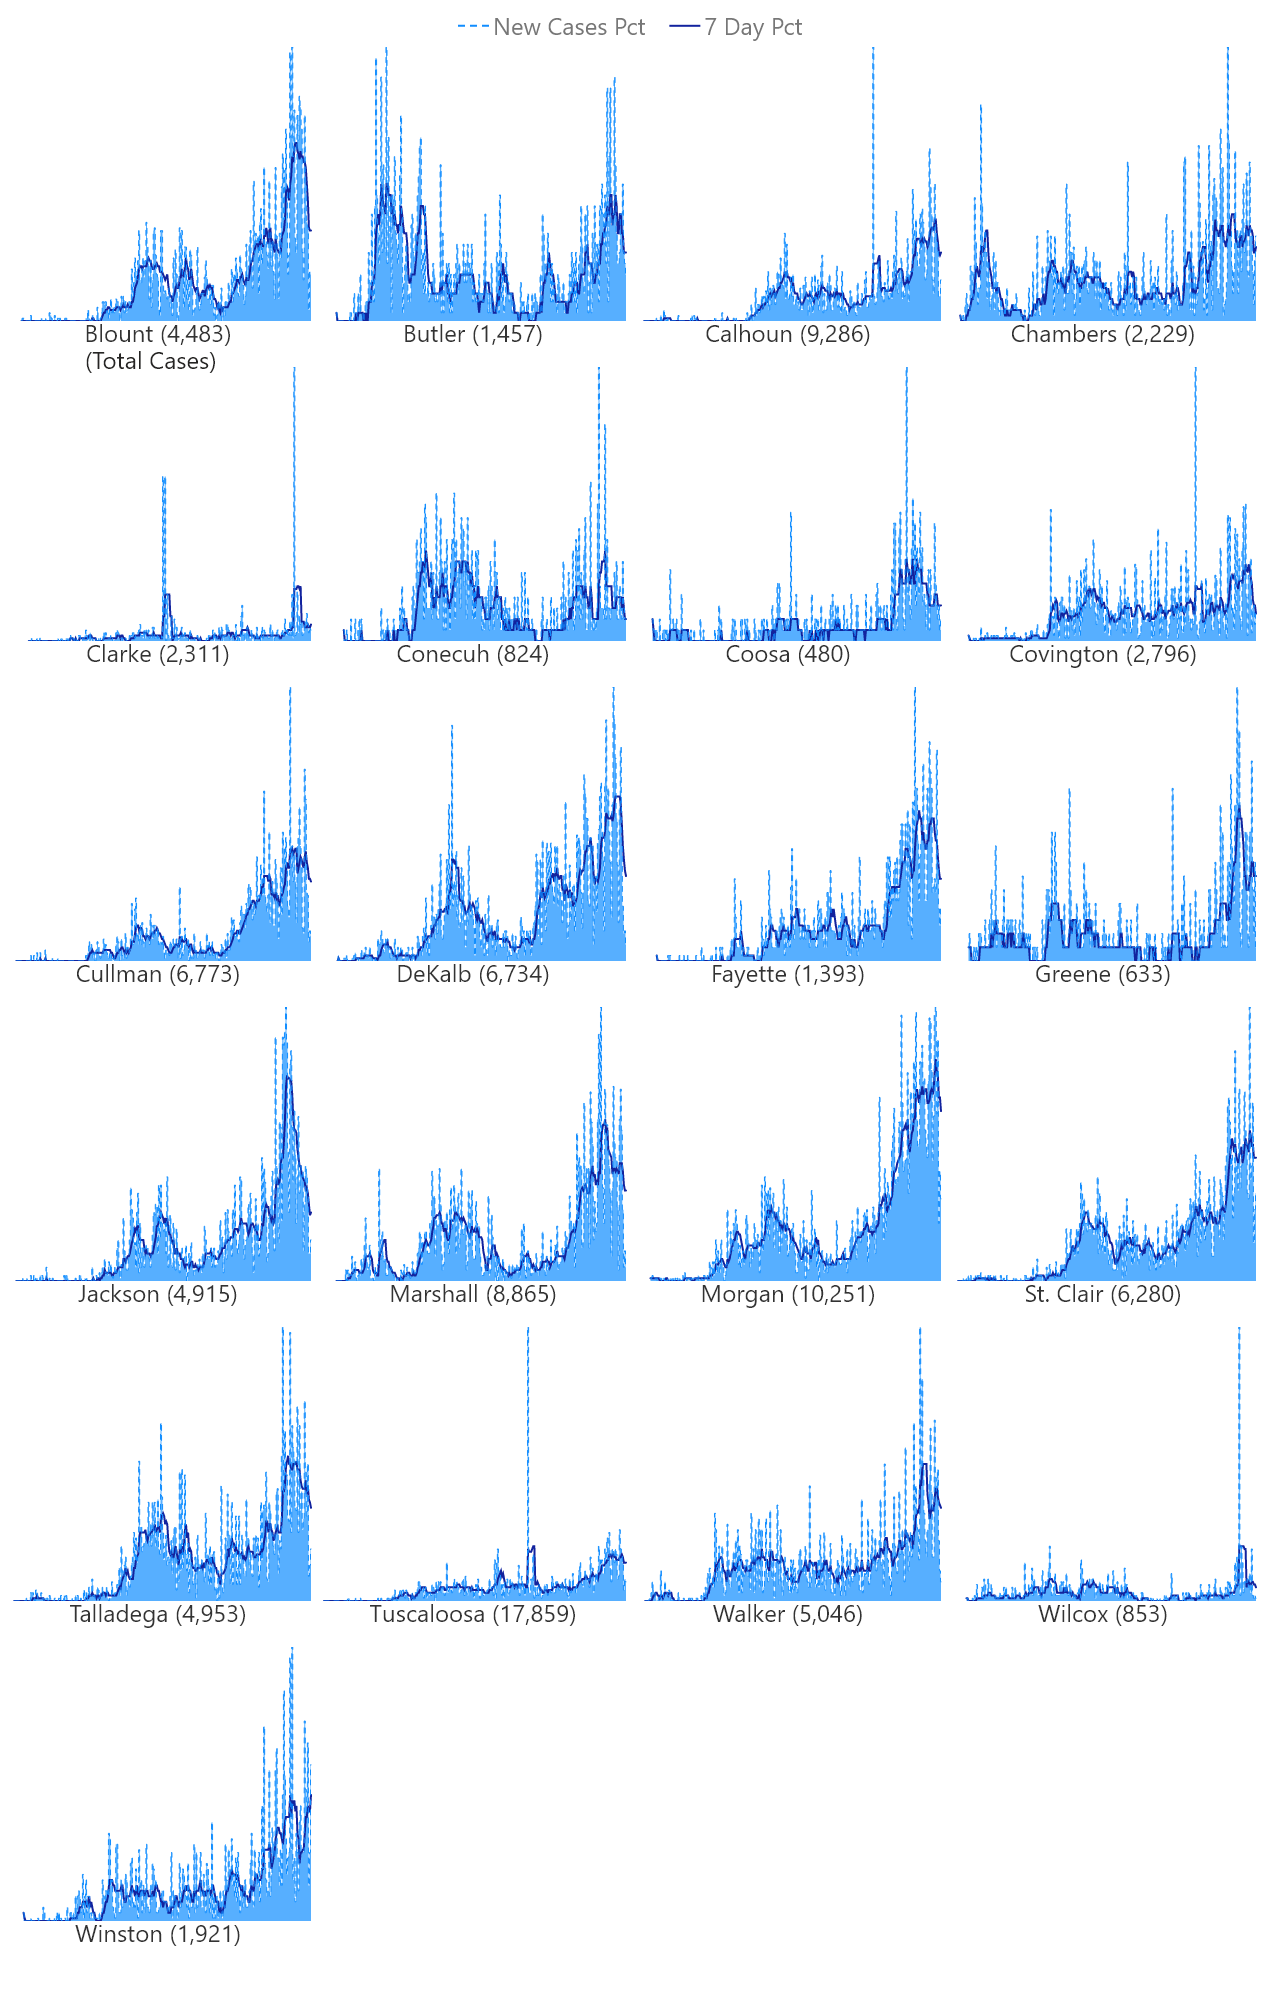 New Cases Pct 7 Day Pct
Blount (4,483) Butler (1,457) Calhoun (9,286) Chambers (2,229)
(Total Cases)
Clarke (2,311) Conecuh (824) Coosa (480) Covington (2,796)
Cullman (6,773) DeKalb (6,734) Fayette (1,393) Greene (633)
Jackson (4,915) Marshall (8,865) Morgan (10,251) St. Clair (6,280)
Talladega (4,953) Tuscaloosa (17,859) Walker (5,046) Wilcox (853)
Winston (1,921)